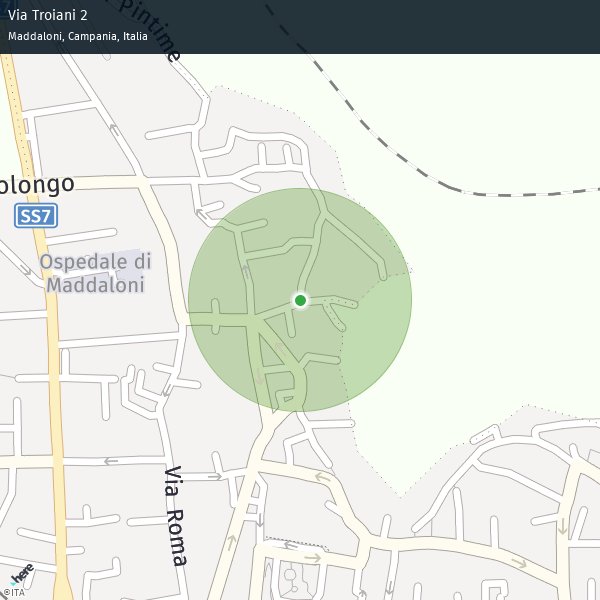 Via Troiani 2
Maddaloni, Campania, Italia
Pintime
olongo
SS7
Ospedale di
Maddaloni
Via Roma
here
©ITA